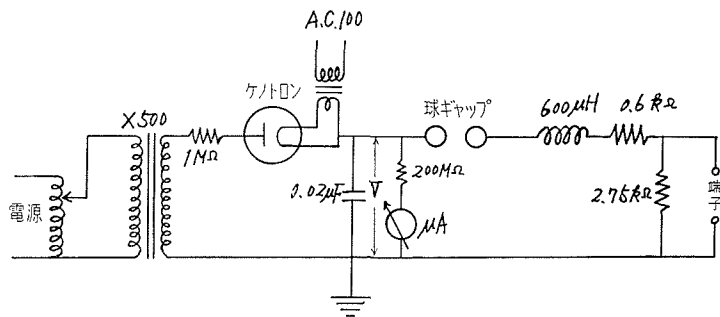 A.C.100
ケノトロン
×500
1MΩ
球ギャップ
600μH
0.6kΩ
電源
0.02μF
V
200MΩ
μA
2.75kΩ
端子